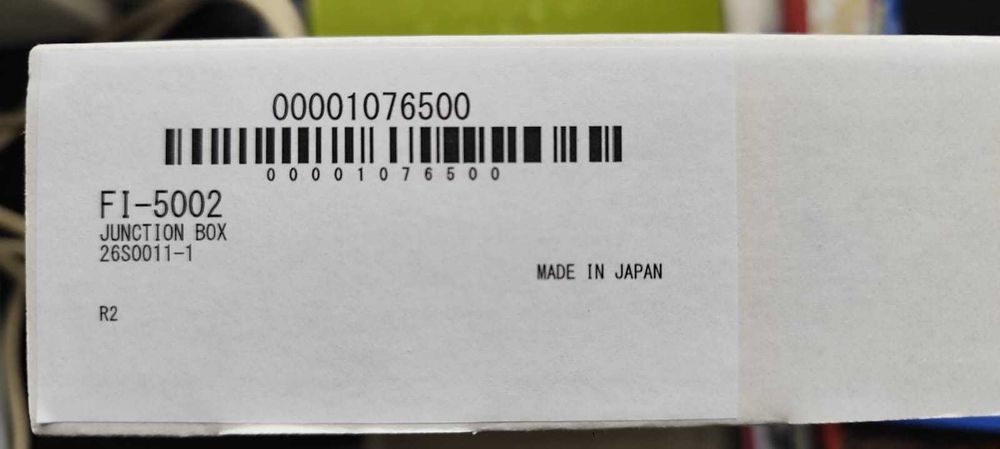 00001076500
00001076500
FI-5002
JUNCTION BOX
26S0011-1
MADE IN JAPAN
R2